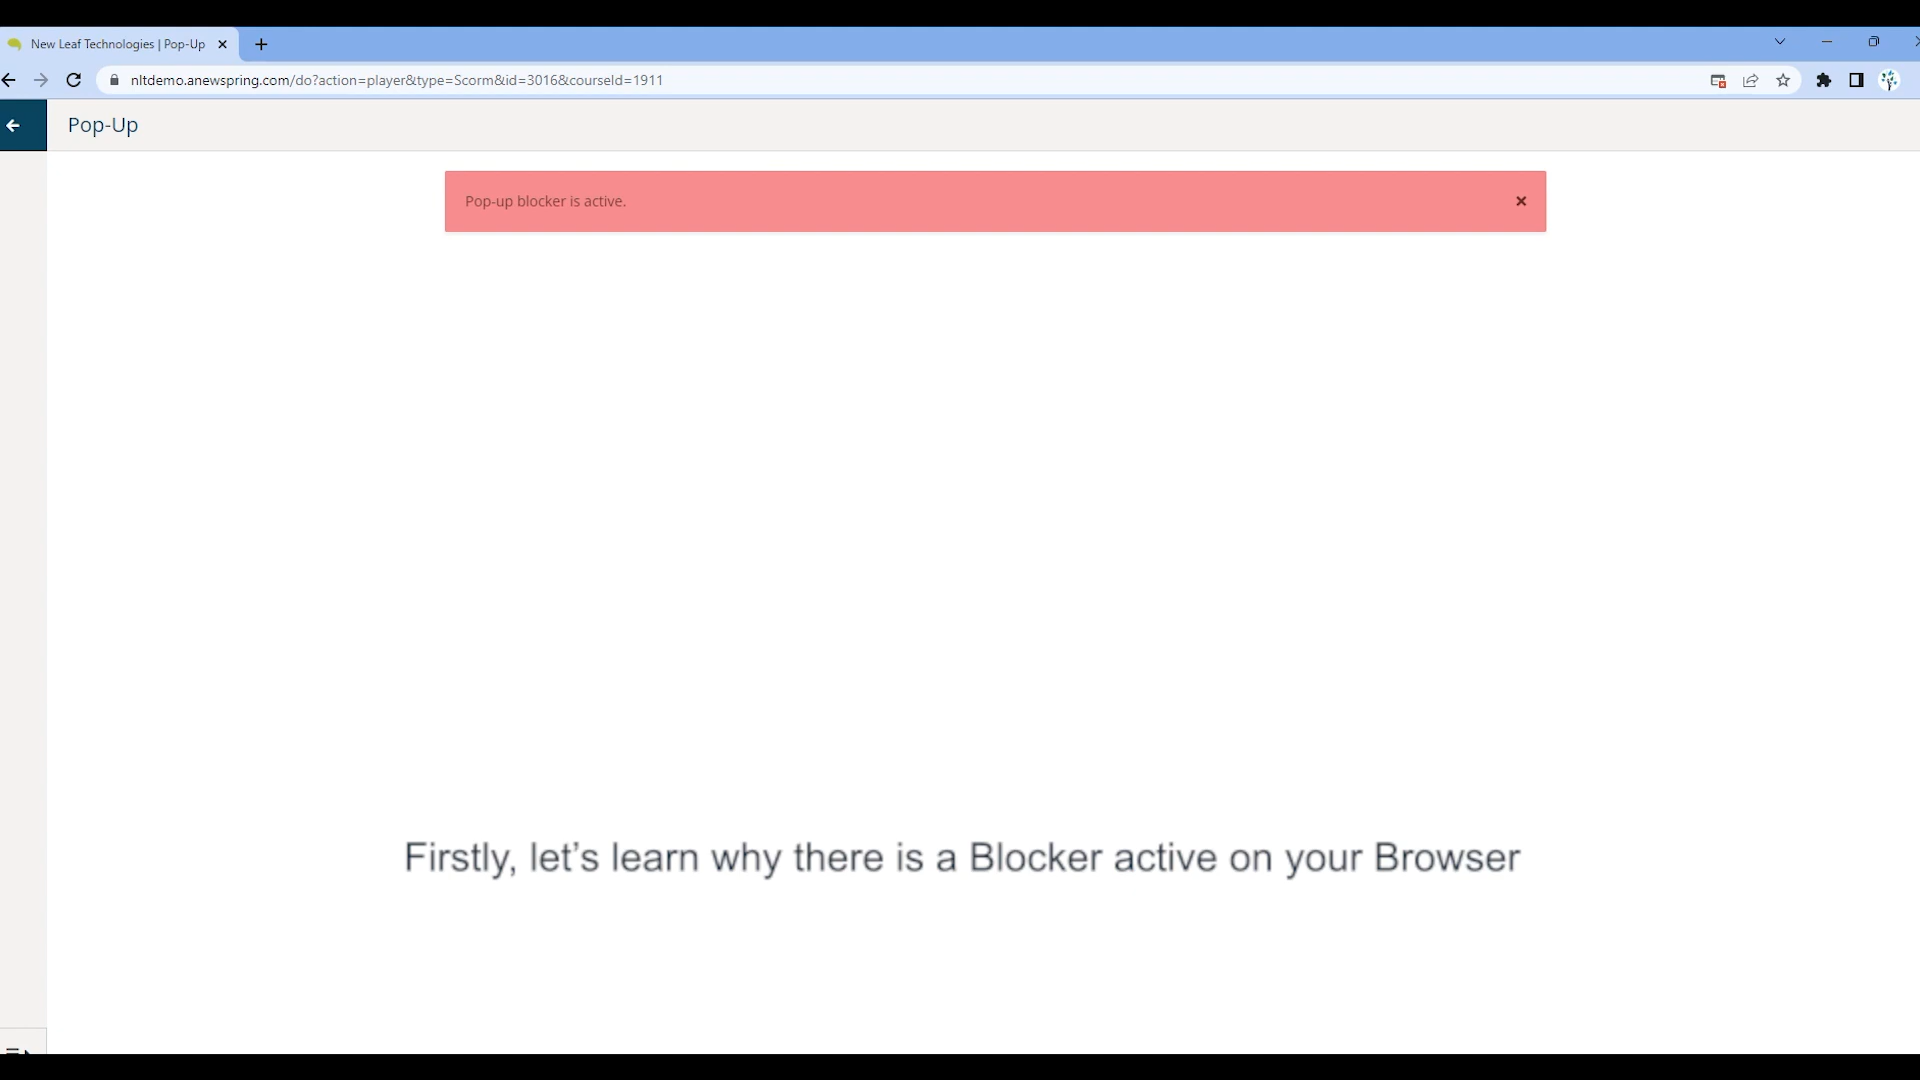 New Leaf Technologies | Pop-Up
nltdemo.anewspring.com/do?action=player&type=Scorm&id=3016&courseId=1911
Pop-Up
Pop-up blocker is active.
Firstly, let’s learn why there is a Blocker active on your Browser